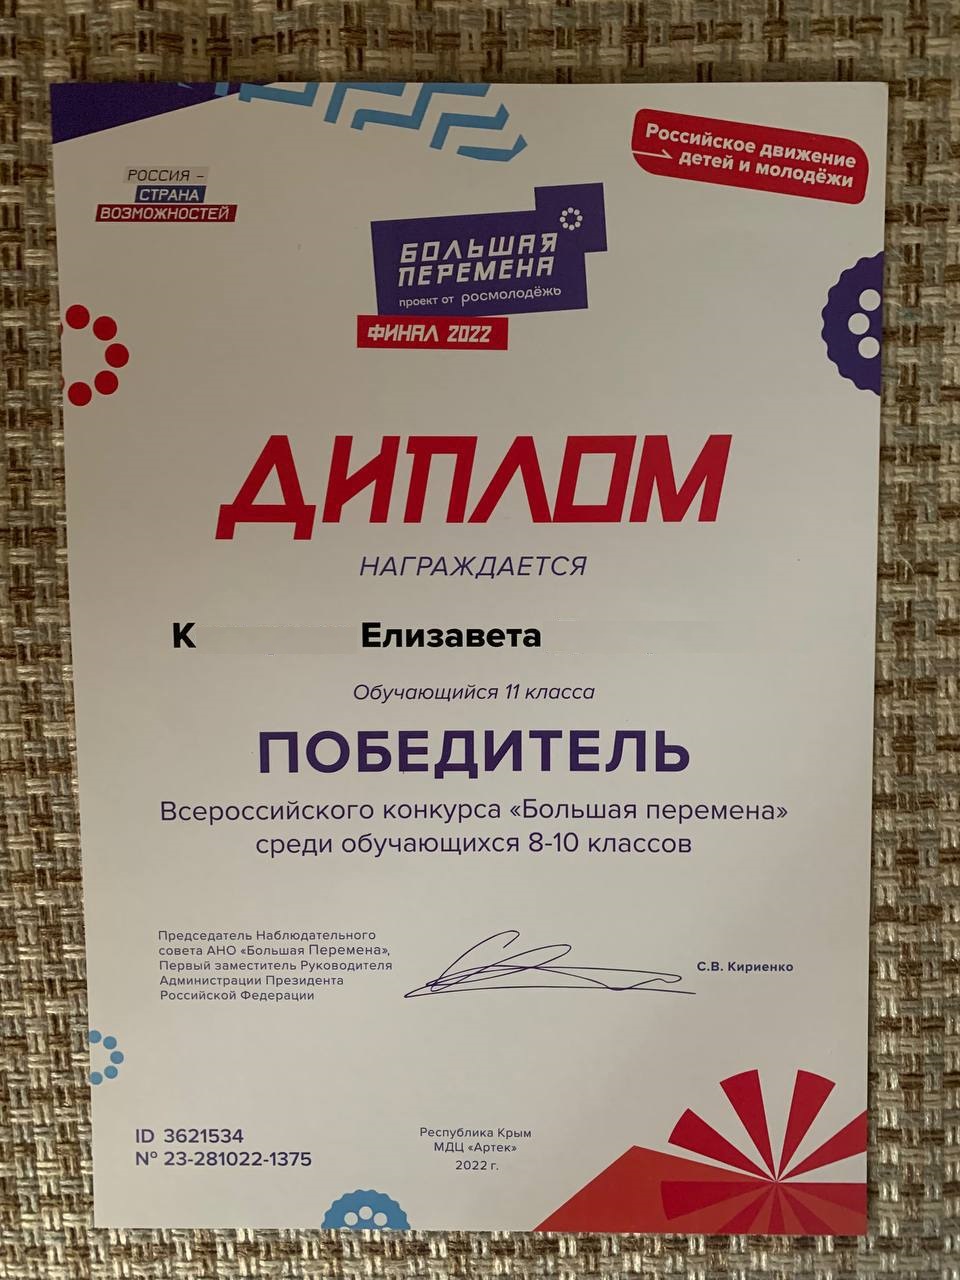 РОССИЯ –
СТРАНА
ВОЗМОЖНОСТЕЙ
Российское движение
детей и молодёжи
БОЛЬШАЯ
ПЕРЕМЕНА
проект от росмолодёжь
ФИНАЛ 2022
ДИПЛОМ
НАГРАЖДАЕТСЯ
К Елизавета
Обучающийся 11 класса
ПОБЕДИТЕЛЬ
Всероссийского конкурса «Большая перемена»
среди обучающихся 8-10 классов
Председатель Наблюдательного
совета АНО «Большая Перемена»,
Первый заместитель Руководителя
Администрации Президента
Российской Федерации
С.В. Кириенко
ID 3621534
№ 23-281022-1375
Республика Крым
МДЦ «Артек»
2022 г.